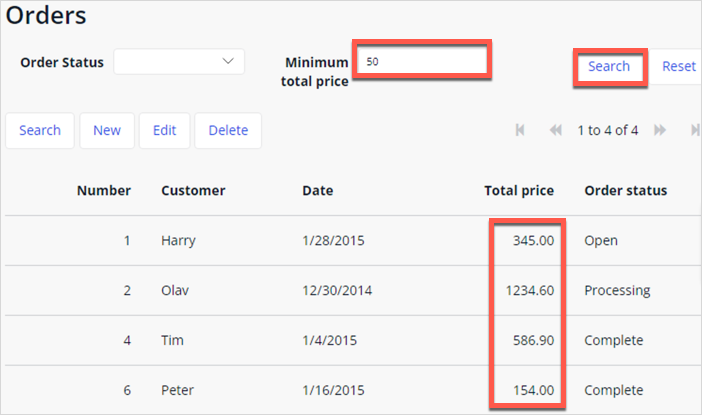 Orders
Order Status
Minimum total price
50
Search Reset
Search New Edit Delete 1 to 4 of 4
Number Customer Date Total price Order status
1 Harry 1/28/2015 345.00 Open
2 Olav 12/30/2014 1234.60 Processing
4 Tim 1/4/2015 586.90 Complete
6 Peter 1/16/2015 154.00 Complete